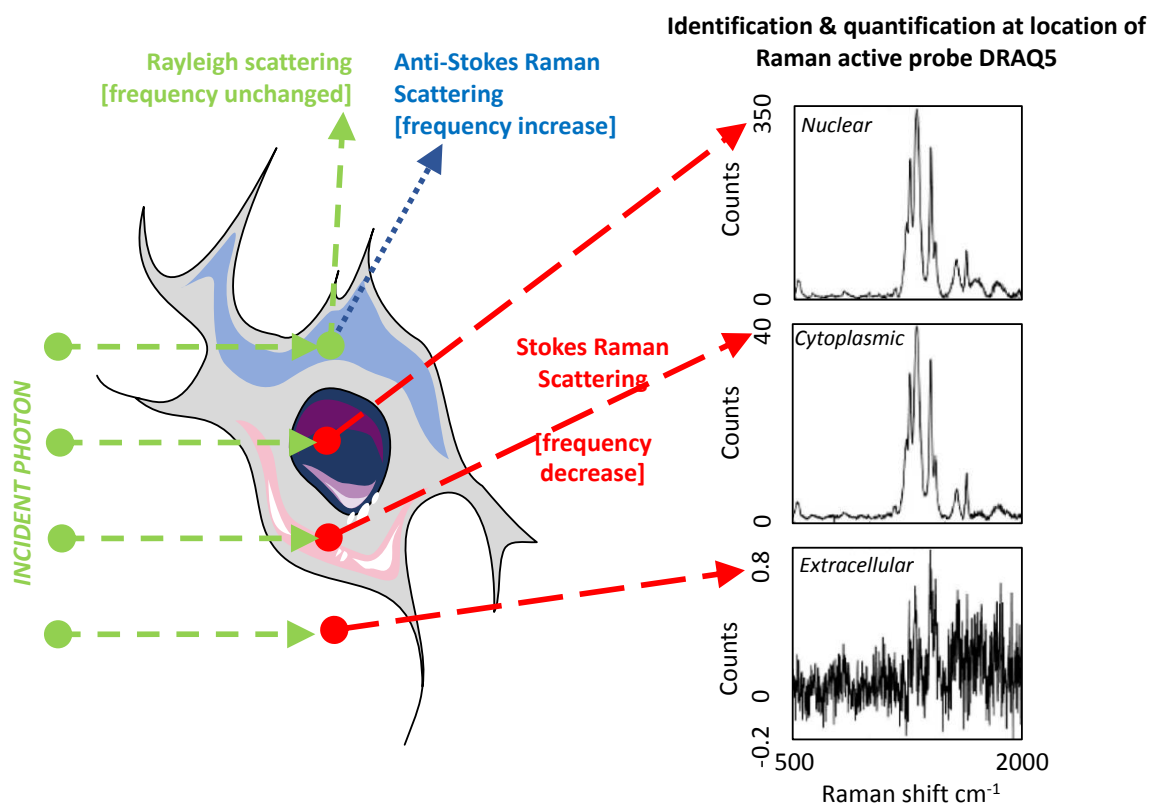 Identification & quantification at location of
Raman active probe DRAQ5
Rayleigh scattering
[frequency unchanged]
Anti-Stokes Raman
Scattering
[frequency increase]
INCIDENT PHOTON
Stokes Raman
Scattering
[frequency
decrease]
350
Nuclear
Counts
0
40
Cytoplasmic
Counts
0
0.8
Extracellular
Counts
0
-0.2
500
2000
Raman shift cm⁻¹